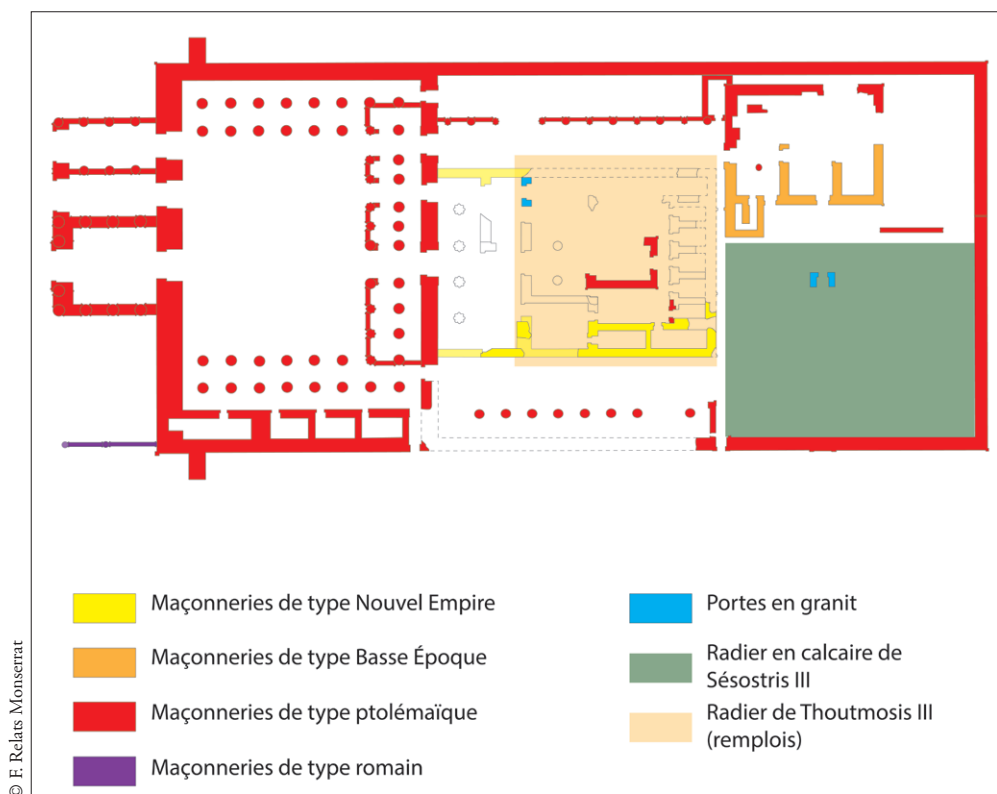 Maçonneries de type Nouvel Empire
Maçonneries de type Basse Époque
Maçonneries de type ptolémaïque
Maçonneries de type romain
Portes en granit
Radier en calcaire de
Sésostris III
Radier de Thoutmosis III
(remplois)
© F. Relats Monserrat